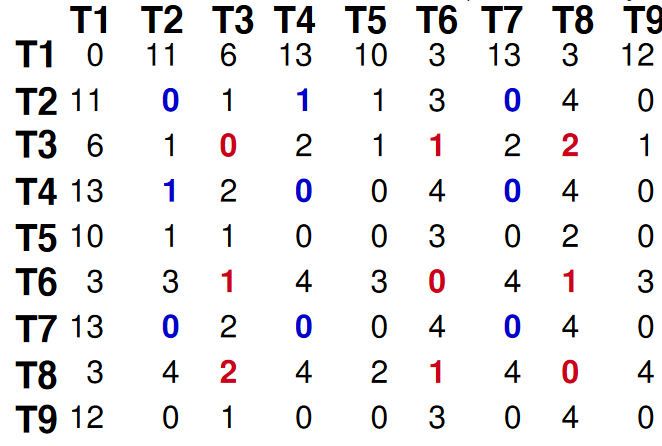 T1 T2 T3 T4 T5 T6 T7 T8 T9
T1 0 11 6 13 10 3 13 3 12
T2 11 0 1 1 1 3 0 4 0
T3 6 1 0 2 1 1 2 2 1
T4 13 1 2 0 0 4 0 4 0
T5 10 1 1 0 0 3 0 2 0
T6 3 3 1 4 3 0 4 1 3
T7 13 0 2 0 0 4 0 4 0
T8 3 4 2 4 2 1 4 0 4
T9 12 0 1 0 0 3 0 4 0